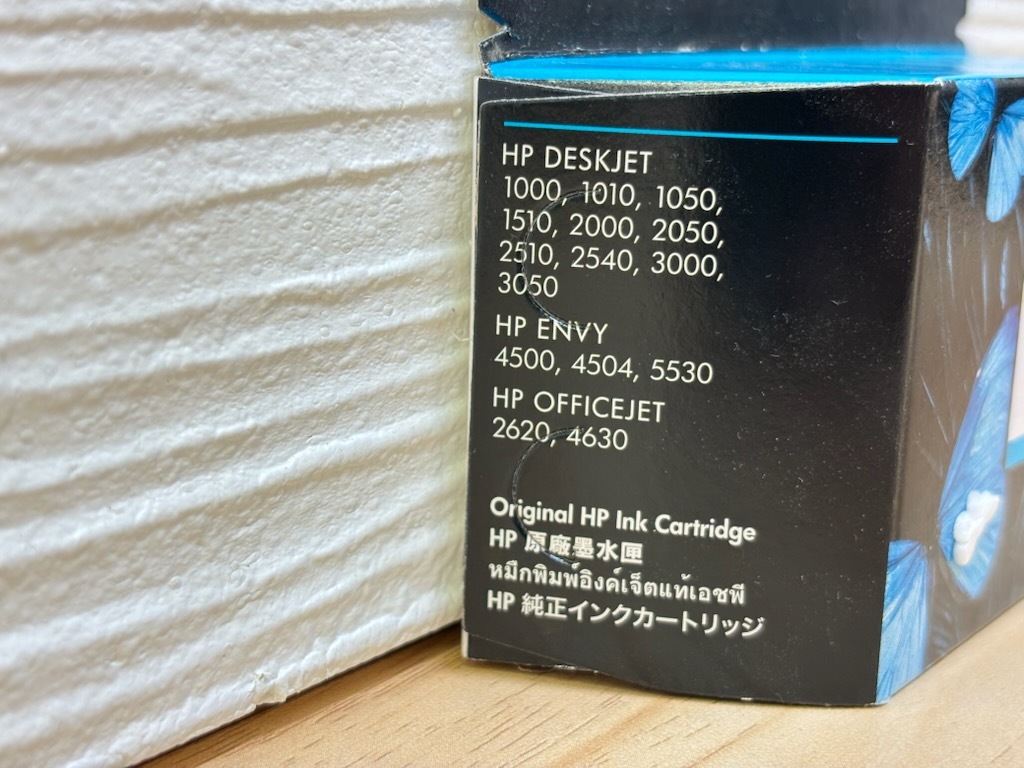 HP DESKJET
1000, 1010, 1050,
1510, 2000, 2050,
2510, 2540, 3000,
3050
HP ENVY
4500, 4504, 5530
HP OFFICEJET
2620, 4630
Original HP Ink Cartridge
HP 原廠墨水匣
หมึกพิมพ์อิงค์เจ็ตแท้เอชพี
HP 純正インクカートリッジ